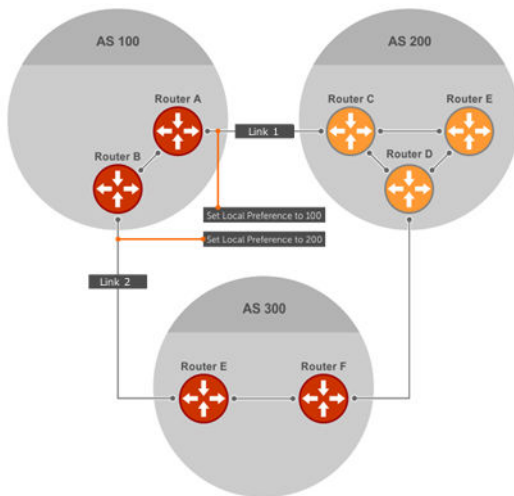 AS 100
AS 200
Router A
Router C
Router E
Link 1
Router B
Router D
Set Local Preference to 100
Set Local Preference to 200
Link 2
AS 300
Router E
Router F